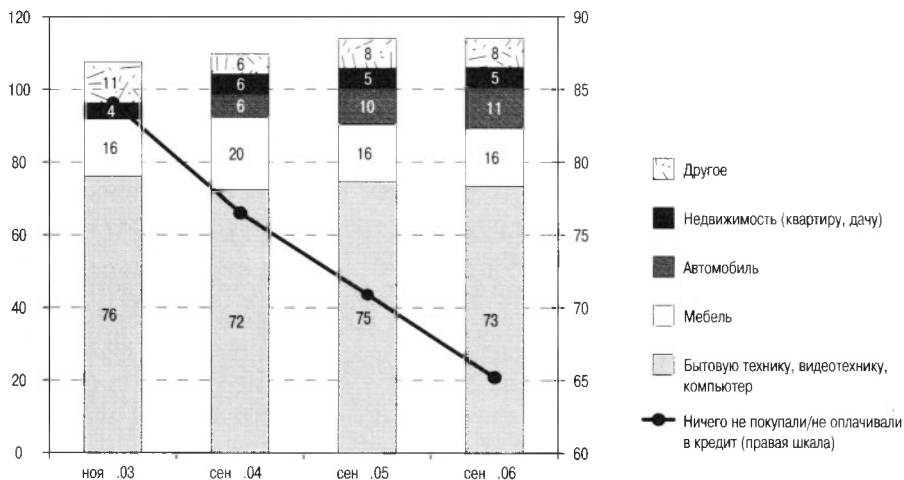 120
100
80
60
40
20
0
90
85
80
75
70
65
60
11
4
16
76
6
6
6
20
72
8
5
10
16
75
8
5
11
16
73
ноя .03
сен .04
сен .05
сен .06
Другое
Недвижимость (квартиру, дачу)
Автомобиль
Мебель
Бытовую технику, видеотехнику,
компьютер
Ничего не покупали/не оплачивали
в кредит (правая шкала)